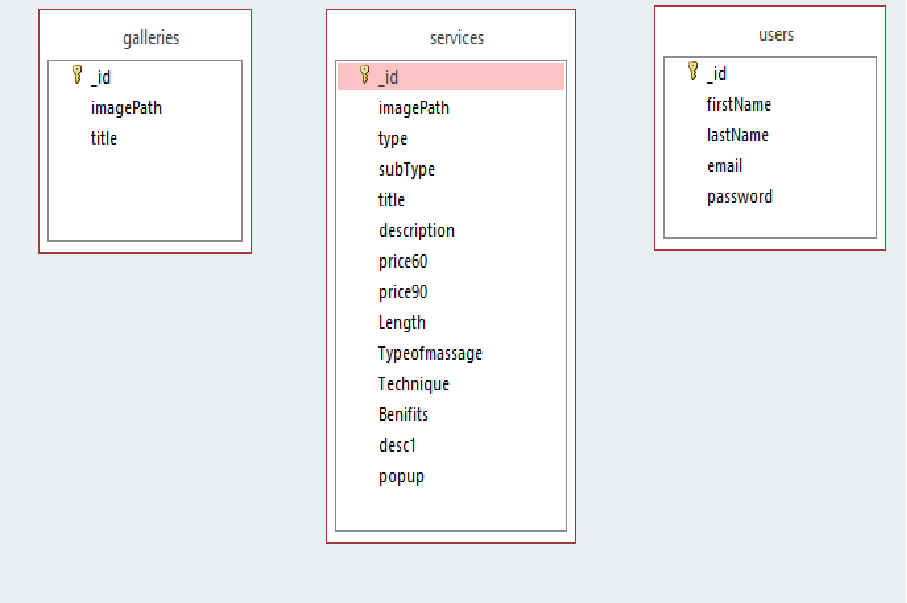 galleries
_id
imagePath
title
services
_id
imagePath
type
subType
title
description
price60
price90
Length
Typeofmassage
Technique
Benifits
desc1
popup
users
_id
firstName
lastName
email
password